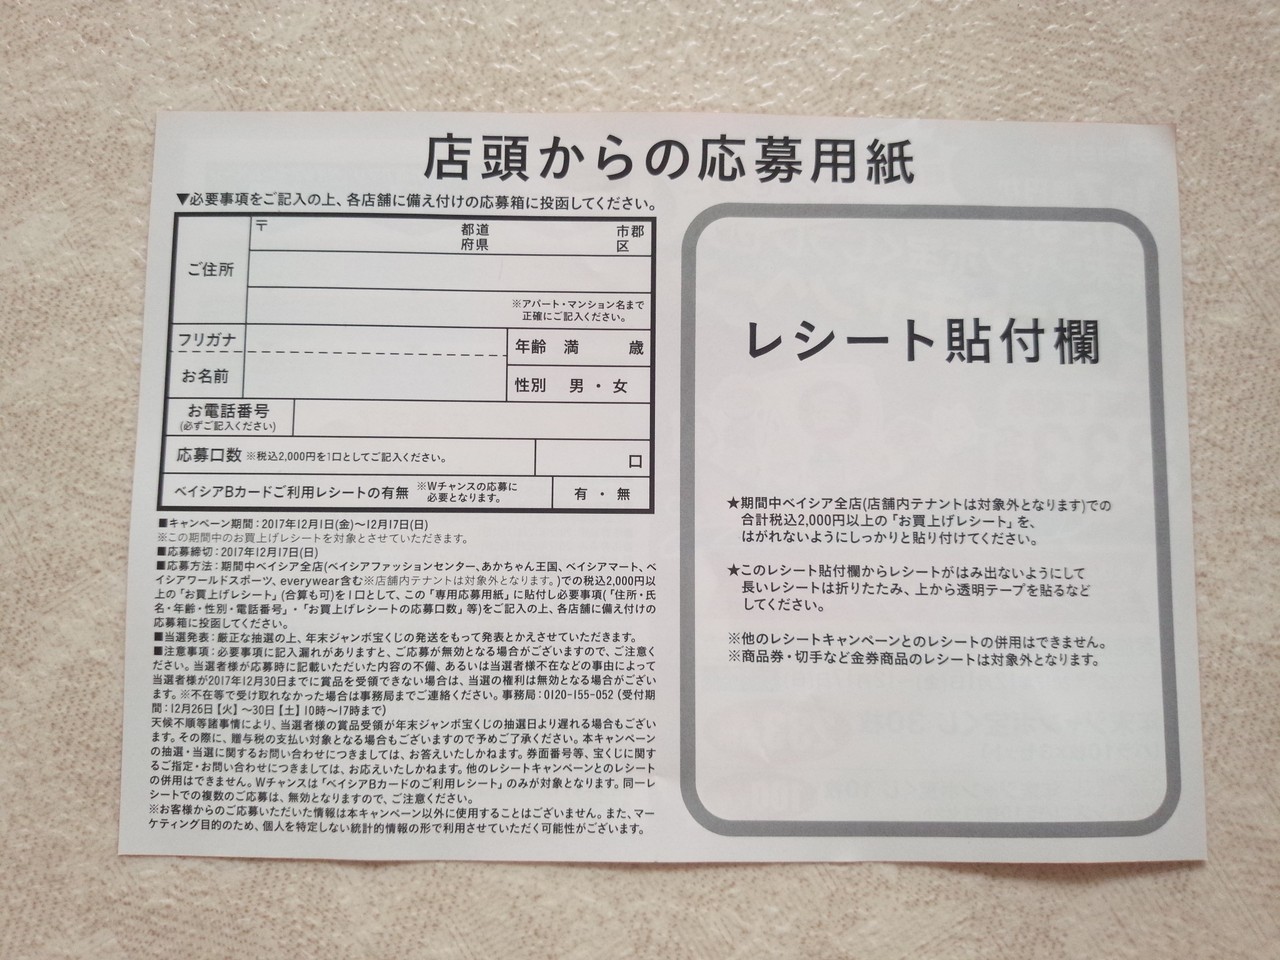 店頭からの応募用紙
▼必要事項をご記入の上、各店舗に備え付けの応募箱に投函してください。
ご住所
〒 都道 市郡
府県 区
※アパート・マンション名まで
正確にご記入ください。
フリガナ
お名前
年齢 満 歳
性別 男・女
お電話番号
(必ずご記入ください)
応募口数 ※税込2,000円を1口としてご記入ください。 口
ベイシアBカードご利用レシートの有無 ※Wチャンスの応募に
必要となります。
有・無
■キャンペーン期間：2017年12月1日(金)〜12月17日(日)
※この期間中のお買上げレシートを対象とさせていただきます。
■応募締切：2017年12月17日(日)
■応募方法：期間中ベイシア全店(ベイシアファッションセンター、あかちゃん王国、ベイシアマート、ベ
イシアワールドスポーツ、everywear含む※店舗内テナントは対象外となります。)での税込2,000円以
上の「お買上げレシート」(合算も可)を1口として、この「専用応募用紙」に貼付し必要事項(「住所・氏
名・年齢・性別・電話番号」・「お買上げレシートの応募口数」等)をご記入の上、各店舗に備え付けの
応募箱に投函してください。
■当選発表：厳正な抽選の上、年末ジャンボ宝くじの発送をもって発表とかえさせていただきます。
■注意事項：必要事項に記入漏れがありますと、ご応募が無効となる場合がございますので、ご注意く
ださい。当選者様が応募時に記載いただいた内容の不備、あるいは当選者様不在などの事由によって
当選者様が2017年12月30日までに賞品を受領できない場合は、当選の権利は無効となる場合がござい
ます。※不在等で受け取れなかった場合は事務局までご連絡ください。事務局：0120-155-052(受付期
間：12月26日【火】〜30日【土】10時〜17時まで)
天候不順等諸事情により、当選者様の賞品受領が年末ジャンボ宝くじの抽選日より遅れる場合もござい
ます。その際に、贈与税の支払い対象となる場合もございますので予めご了承ください。本キャンペーン
の抽選・当選に関するお問い合わせにつきましては、お答えいたしかねます。券面番号等、宝くじに関す
るご指定・お問い合わせにつきましては、お応えいたしかねます。他のレシートキャンペーンとのレシート
の併用はできません。Wチャンスは「ベイシアBカードのご利用レシート」のみが対象となります。同一レ
シートでの複数のご応募は、無効となりますので、ご注意ください。
※お客様からのご応募いただいた情報は本キャンペーン以外に使用することはございません。また、マー
ケティング目的のため、個人を特定しない統計的情報の形で利用させていただく可能性がございます。
レシート貼付欄
★期間中ベイシア全店(店舗内テナントは対象外となります)での
合計税込2,000円以上の「お買上げレシート」を、
はがれないようにしっかりと貼り付けてください。
★このレシート貼付欄からレシートがはみ出ないようにして
長いレシートは折りたたみ、上から透明テープを貼るなど
してください。
※他のレシートキャンペーンとのレシートの併用はできません。
※商品券・切手など金券商品のレシートは対象外となります。